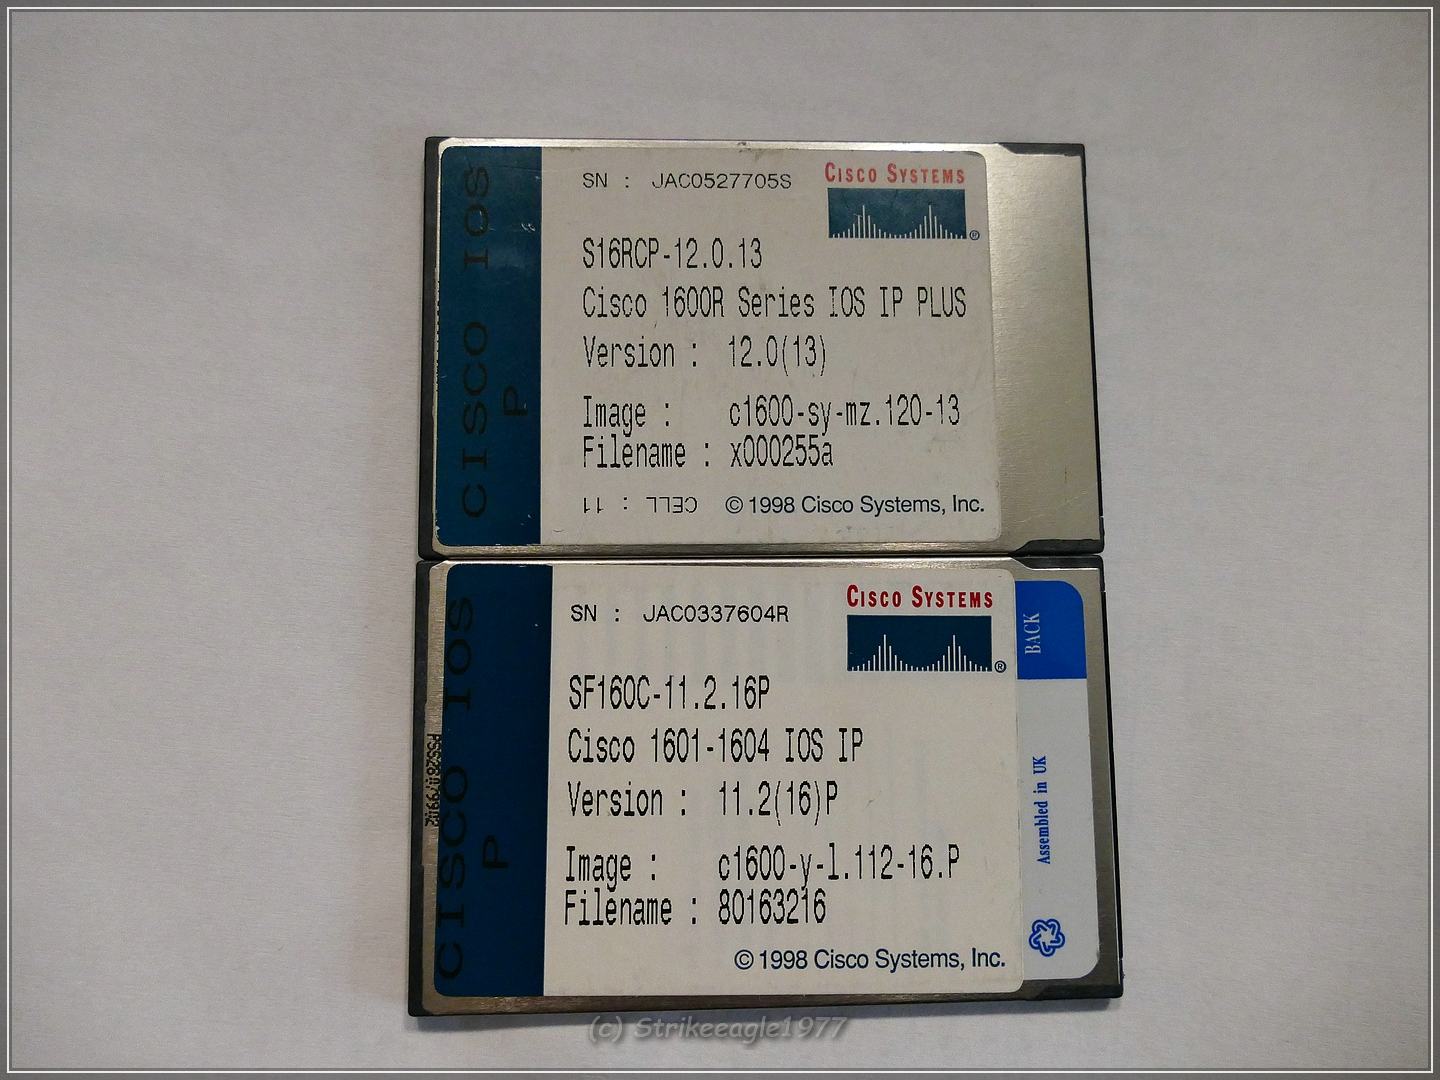 CISCO IOS
P
SN : JAC0527705S
CISCO SYSTEMS
®
S16RCP-12.0.13
Cisco 1600R Series IOS IP PLUS
Version : 12.0(13)
Image : c1600-sy-mz.120-13
Filename : x000255a
CELL : 11
© 1998 Cisco Systems, Inc.
CISCO IOS
P
SN : JAC0337604R
CISCO SYSTEMS
®
SF160C-11.2.16P
Cisco 1601-1604 IOS IP
Version : 11.2(16)P
Image : c1600-y-l.112-16.P
Filename : 80163216
© 1998 Cisco Systems, Inc.
BACK
Assembled in UK
(c) Strikeeagle1977